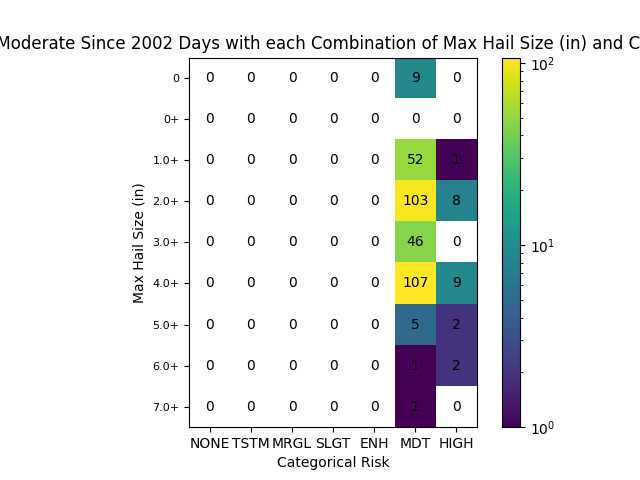 Moderate Since 2002 Days with each Combination of Max Hail Size (in) and C
0 0 0 0 0 0 9 0
0+ 0 0 0 0 0 0 0
1.0+ 0 0 0 0 0 52 1
2.0+ 0 0 0 0 0 103 8
3.0+ 0 0 0 0 0 46 0
4.0+ 0 0 0 0 0 107 9
5.0+ 0 0 0 0 0 5 2
6.0+ 0 0 0 0 0 1 2
7.0+ 0 0 0 0 0 1 0
NONE TSTM MRGL SLGT ENH MDT HIGH
Categorical Risk
Max Hail Size (in)
10²
10¹
10⁰